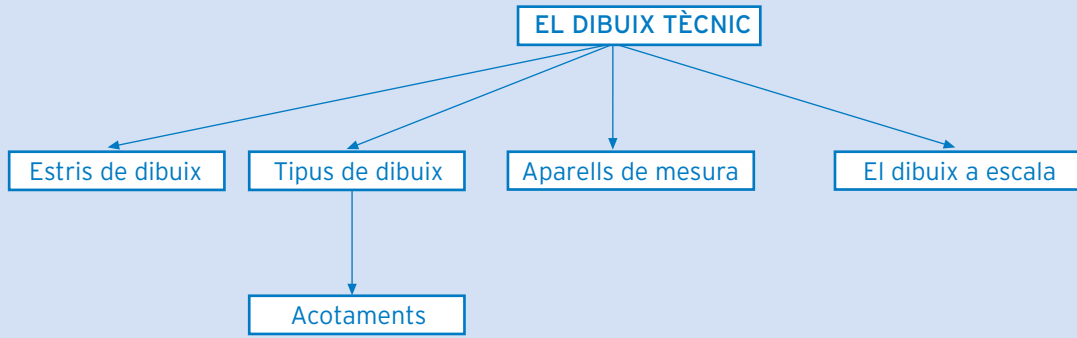 EL DIBUIX TÈCNIC
Estris de dibuix
Tipus de dibuix
Aparells de mesura
El dibuix a escala
Acotaments